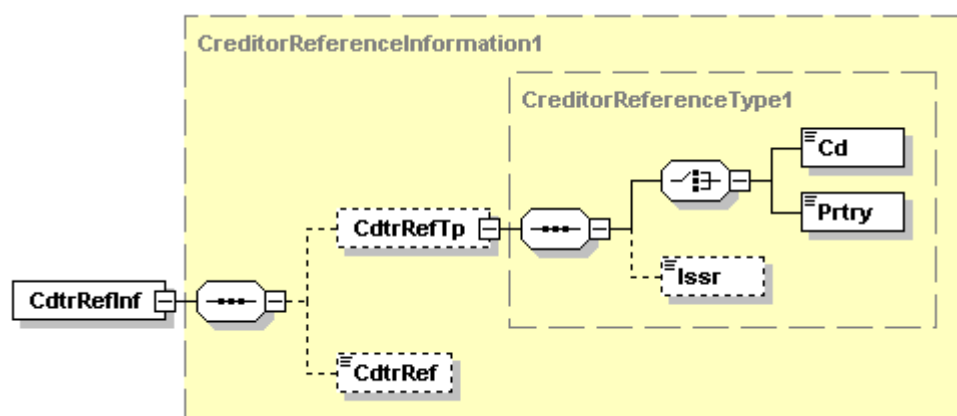 CreditorReferenceInformation1
CreditorReferenceType1
Cd
Prtry
CdtrRefTp
Issr
CdtrRefInf
CdtrRef